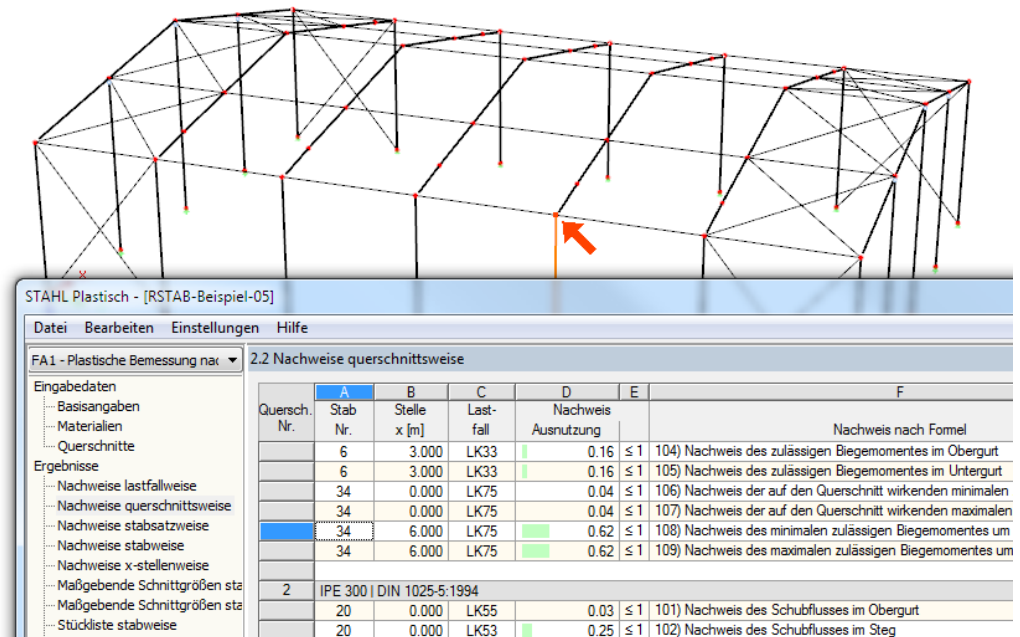 x
STAHL Plastisch - [RSTAB-Beispiel-05]
Datei Bearbeiten Einstellungen Hilfe
FA1 - Plastische Bemessung nac
2.2 Nachweise querschnittsweise
Eingabedaten
Basisangaben
Materialien
Querschnitte
Ergebnisse
Nachweise lastfallweise
Nachweise querschnittsweise
Nachweise stabsatzweise
Nachweise stabweise
Nachweise x-stellenweise
Maßgebende Schnittgrößen sta
Maßgebende Schnittgrößen sta
Stückliste stabweise
A B C D E F
Quersch. Stab Stelle Last- Nachweis
Nr. Nr. x [m] fall Ausnutzung Nachweis nach Formel
6 3.000 LK33 0.16 ≤ 1 104) Nachweis des zulässigen Biegemomentes im Obergurt
6 3.000 LK33 0.16 ≤ 1 105) Nachweis des zulässigen Biegemomentes im Untergurt
34 0.000 LK75 0.04 ≤ 1 106) Nachweis der auf den Querschnitt wirkenden minimalen
34 0.000 LK75 0.04 ≤ 1 107) Nachweis der auf den Querschnitt wirkenden maximalen
34 6.000 LK75 0.62 ≤ 1 108) Nachweis des minimalen zulässigen Biegemomentes um
34 6.000 LK75 0.62 ≤ 1 109) Nachweis des maximalen zulässigen Biegemomentes um
2 IPE 300 | DIN 1025-5:1994
20 0.000 LK55 0.03 ≤ 1 101) Nachweis des Schubflusses im Obergurt
20 0.000 LK53 0.25 ≤ 1 102) Nachweis des Schubflusses im Steg